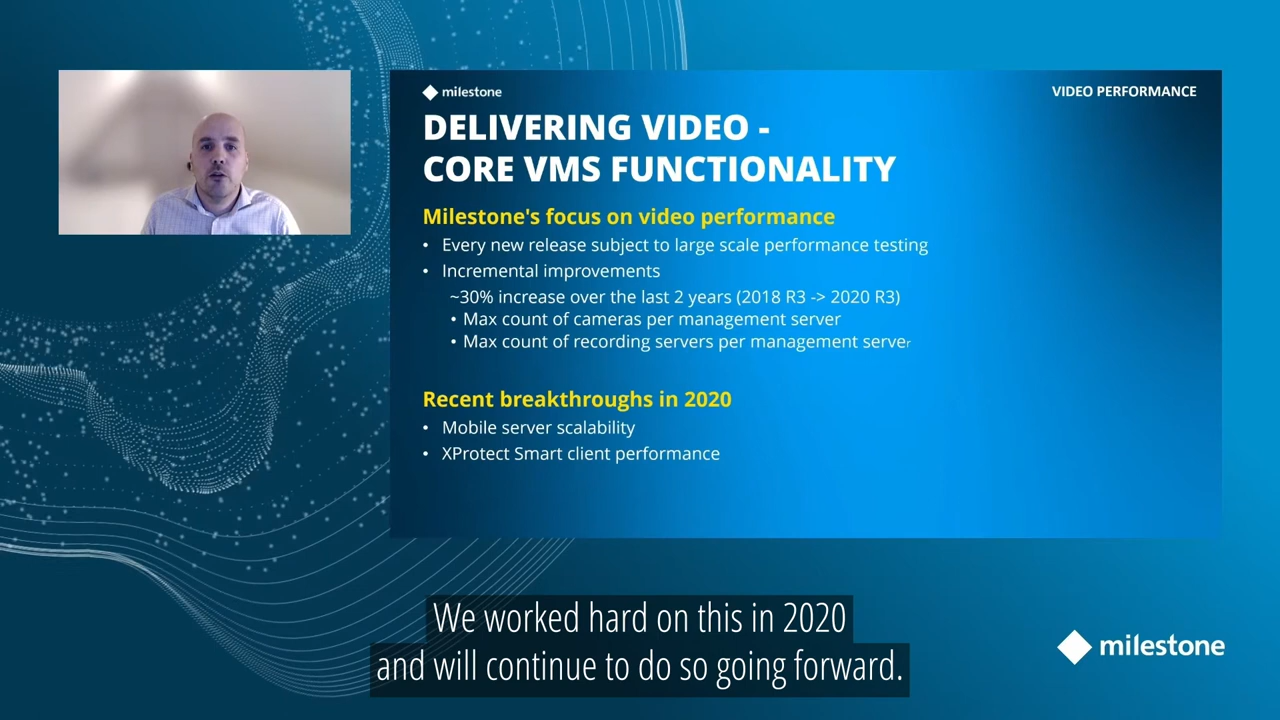 milestone
VIDEO PERFORMANCE
DELIVERING VIDEO -
CORE VMS FUNCTIONALITY
Milestone's focus on video performance
• Every new release subject to large scale performance testing
• Incremental improvements
~30% increase over the last 2 years (2018 R3 -> 2020 R3)
• Max count of cameras per management server
• Max count of recording servers per management server
Recent breakthroughs in 2020
• Mobile server scalability
• XProtect Smart client performance
We worked hard on this in 2020
and will continue to do so going forward.
milestone